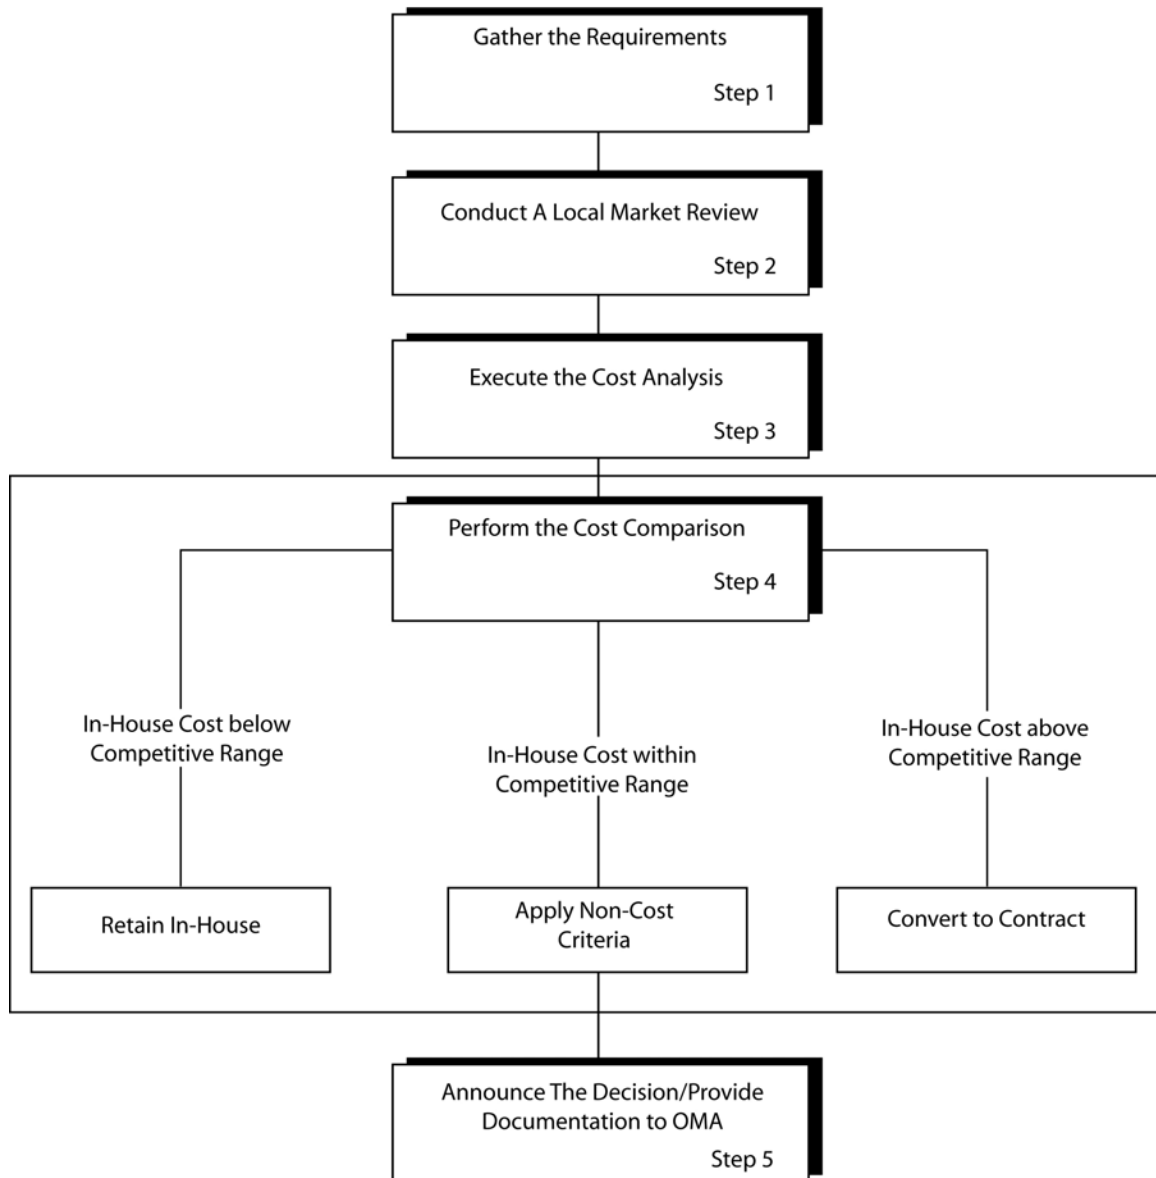 Gather the Requirements
Step 1
Conduct A Local Market Review
Step 2
Execute the Cost Analysis
Step 3
Perform the Cost Comparison
Step 4
In-House Cost below
Competitive Range
In-House Cost within
Competitive Range
In-House Cost above
Competitive Range
Retain In-House
Apply Non-Cost
Criteria
Convert to Contract
Announce The Decision/Provide
Documentation to OMA
Step 5